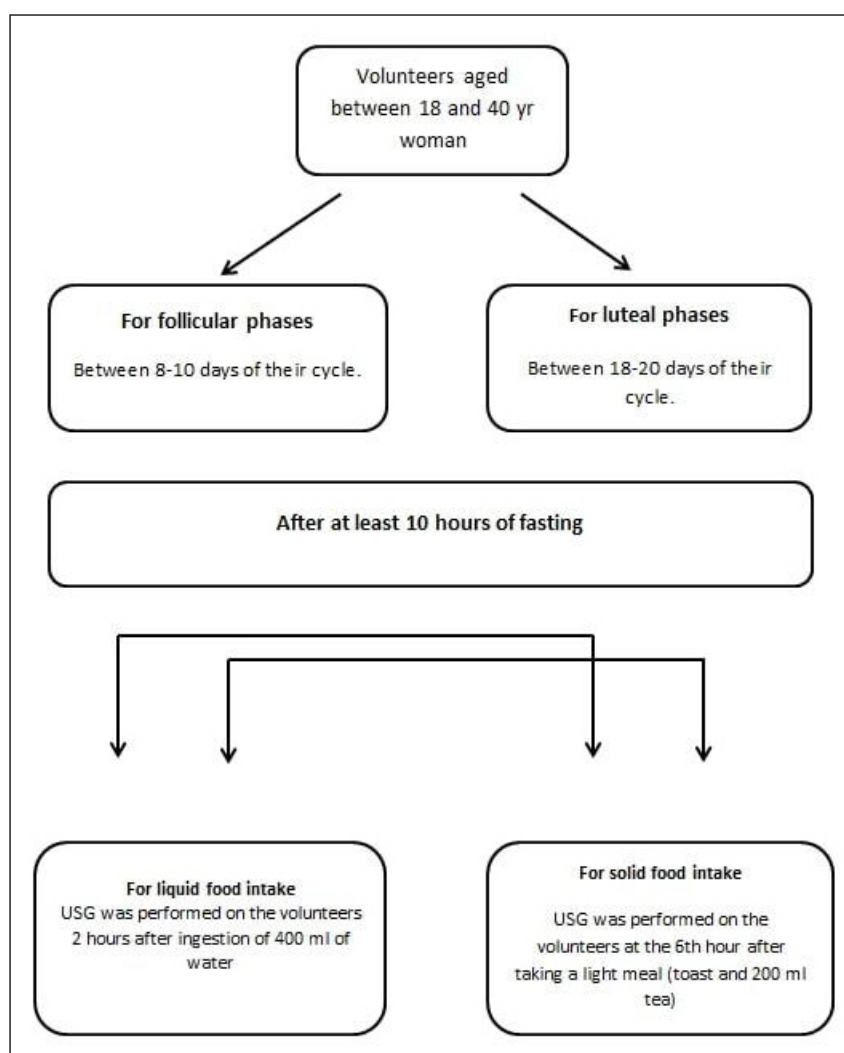 Volunteers aged
between 18 and 40 yr
woman
For follicular phases
Between 8-10 days of their cycle.
For luteal phases
Between 18-20 days of their
cycle.
After at least 10 hours of fasting
For liquid food intake
USG was performed on the volunteers
2 hours after ingestion of 400 ml of
water
For solid food intake
USG was performed on the
volunteers at the 6th hour after
taking a light meal (toast and 200 ml
tea)